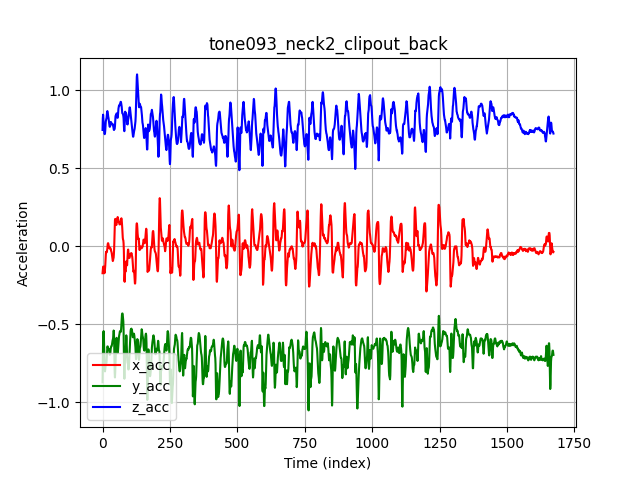 tone093_neck2_clipout_back
Acceleration
1.0
0.5
0.0
−0.5
−1.0
x_acc
y_acc
z_acc
0 250 500 750 1000 1250 1500 1750
Time (index)